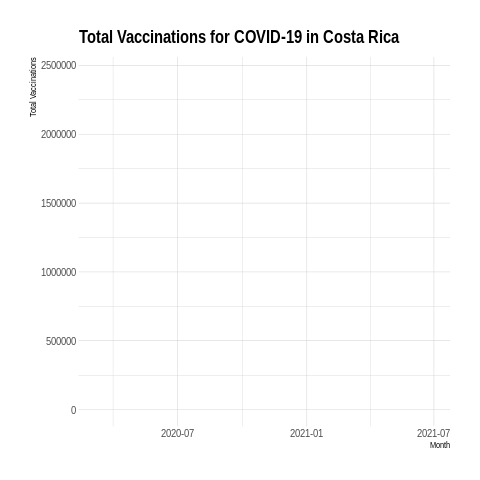 Total Vaccinations for COVID-19 in Costa Rica
Total Vaccinations
2500000
2000000
1500000
1000000
500000
0
2020-07 2021-01 2021-07
Month